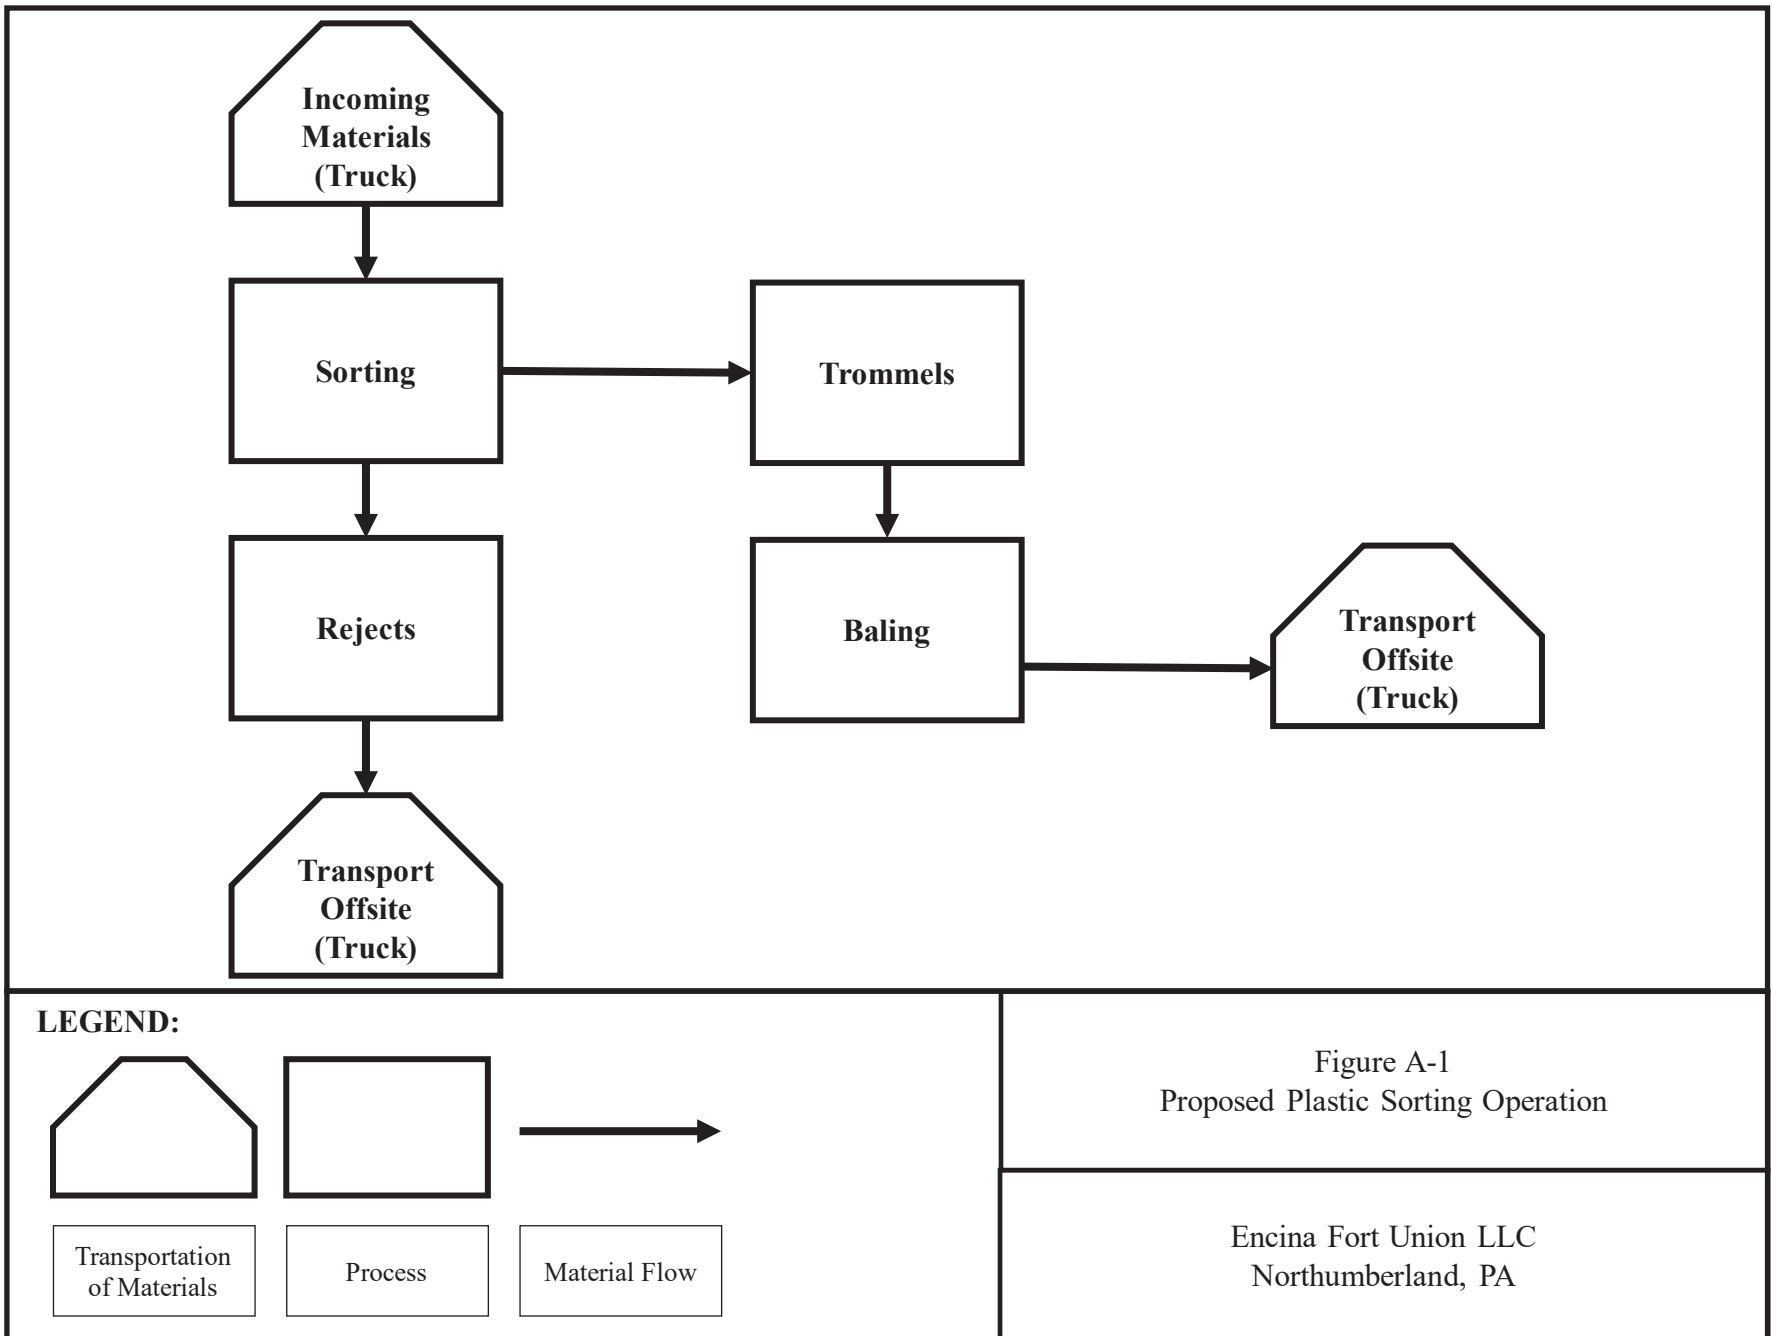 Incoming
Materials
(Truck)
Sorting
Trommels
Rejects
Baling
Transport
Offsite
(Truck)
Transport
Offsite
(Truck)
LEGEND:
Transportation
of Materials
Process
Material Flow
Figure A-1
Proposed Plastic Sorting Operation
Encina Fort Union LLC
Northumberland, PA